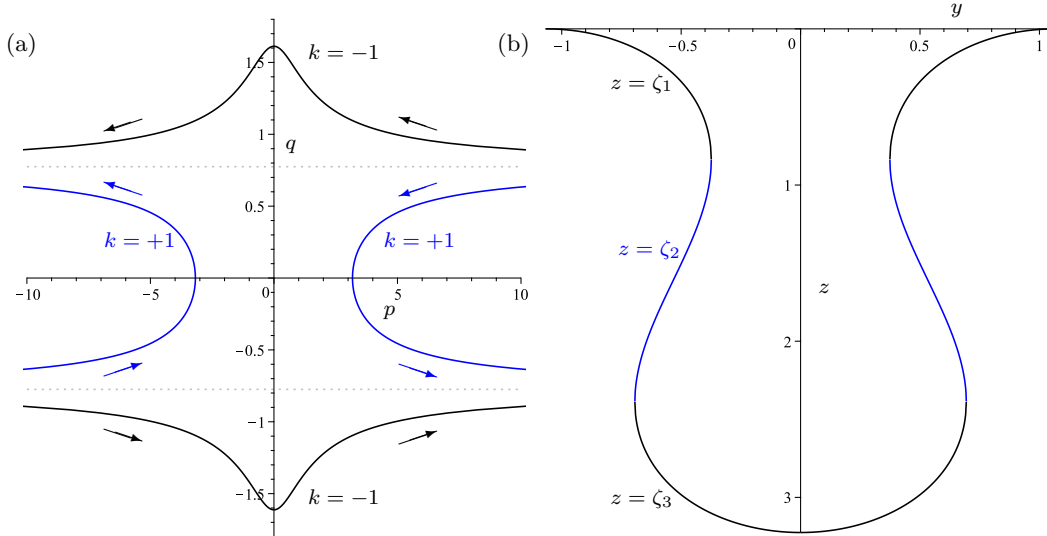 (a)
k = −1
1.5
1
q
0.5
k = +1
k = +1
−10
−5
0
5
10
p
−0.5
−1
−1.5
k = −1
(b)
y
−1
−0.5
0
0.5
1
z = ζ1
1
z = ζ2
z
2
z = ζ3
3